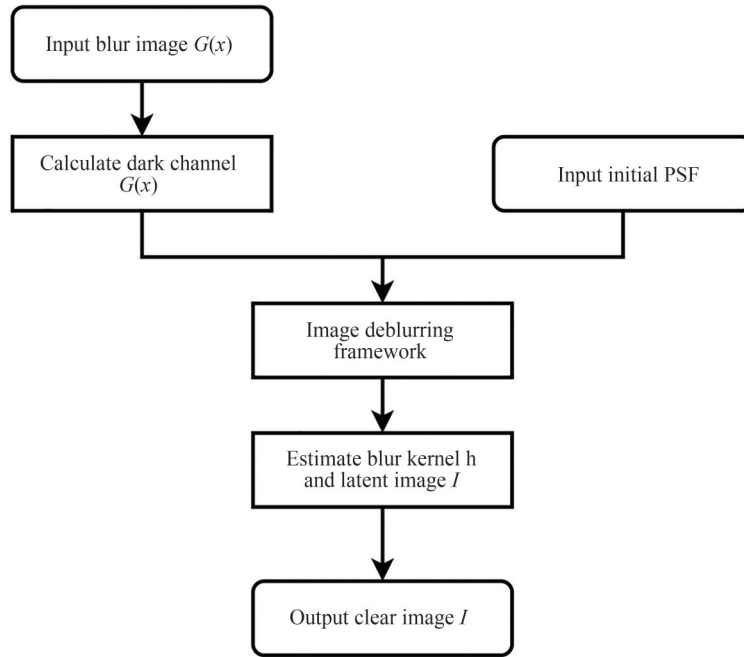 Input blur image G(x)
Calculate dark channel
G(x)
Input initial PSF
Image deblurring
framework
Estimate blur kernel h
and latent image I
Output clear image I